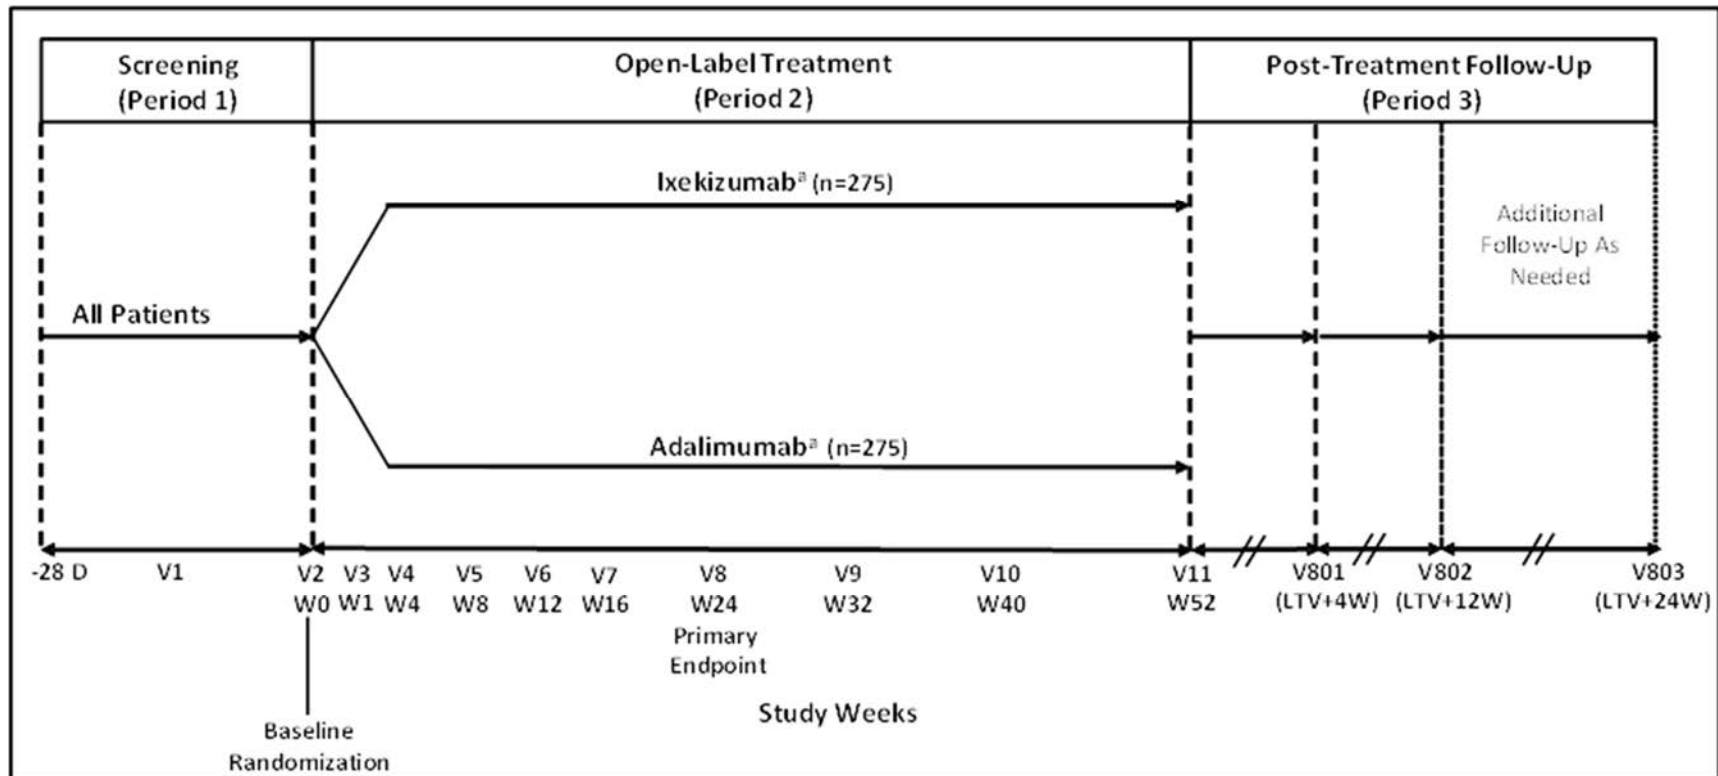 Screening
(Period 1)
Open-Label Treatment
(Period 2)
Post-Treatment Follow-Up
(Period 3)
Ixekizumabᵃ (n=275)
Additional
Follow-Up As
Needed
All Patients
Adalimumabᵃ (n=275)
-28 D V1 V2 V3 V4 V5 V6 V7 V8 V9 V10 V11 V801 V802 V803
W0 W1 W4 W8 W12 W16 W24 W32 W40 W52 (LTV+4W) (LTV+12W) (LTV+24W)
Primary
Endpoint
Study Weeks
Baseline
Randomization